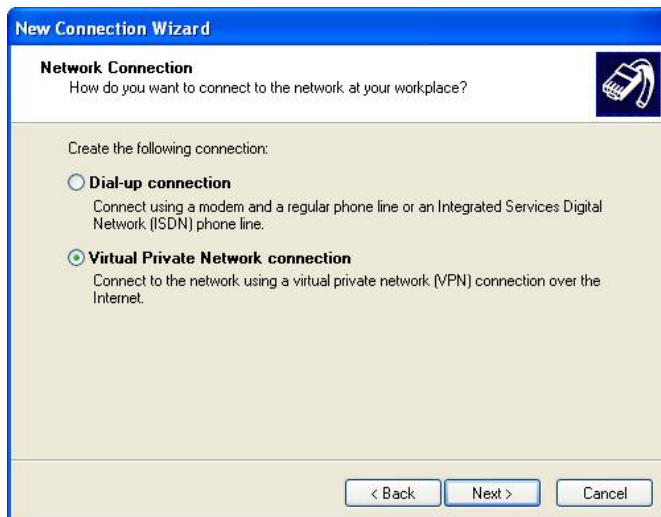 New Connection Wizard
Network Connection
How do you want to connect to the network at your workplace?
Create the following connection:
Dial-up connection
Connect using a modem and a regular phone line or an Integrated Services Digital
Network (ISDN) phone line.
Virtual Private Network connection
Connect to the network using a virtual private network (VPN) connection over the
Internet.
< Back Next > Cancel